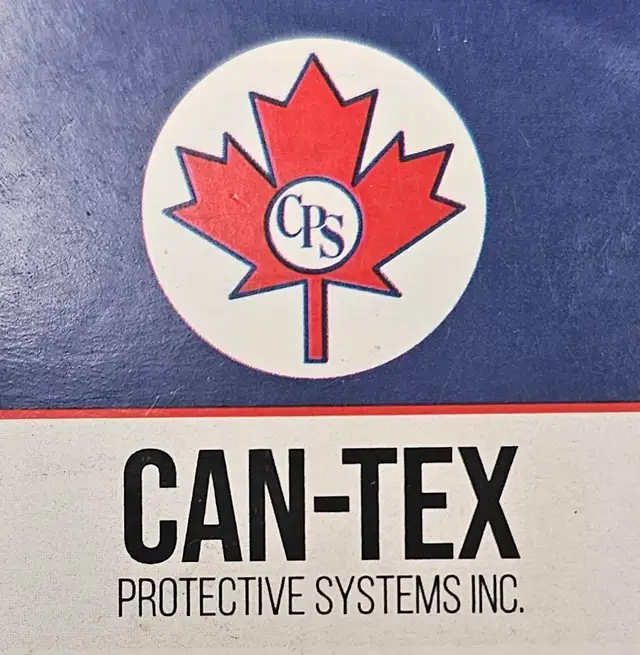 CPS
CAN-TEX
PROTECTIVE SYSTEMS INC.